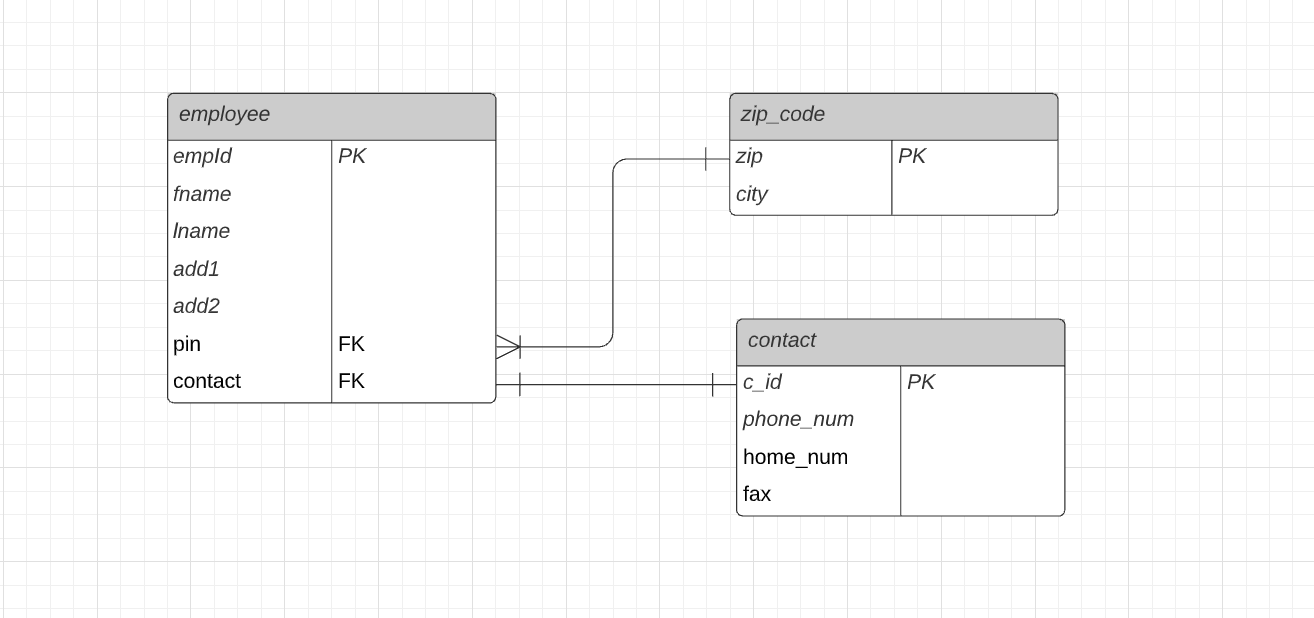 employee
empId PK
fname
lname
add1
add2
pin FK
contact FK
zip_code
zip PK
city
contact
c_id PK
phone_num
home_num
fax